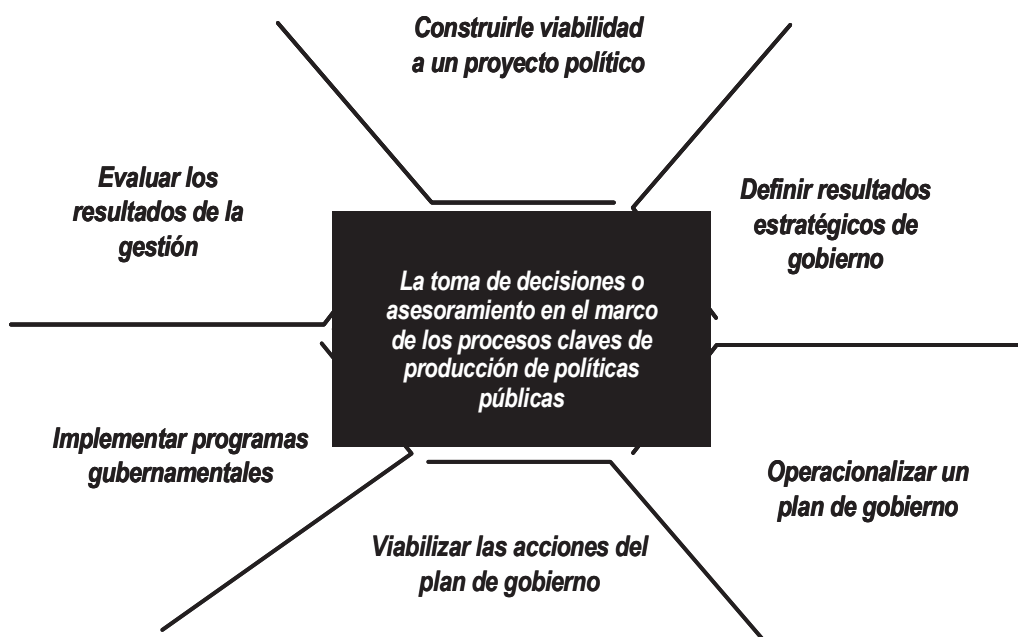 Construirle viabilidad
a un proyecto político
Evaluar los
resultados de la
gestión
Definir resultados
estratégicos de
gobierno
La toma de decisiones o
asesoramiento en el marco
de los procesos claves de
producción de políticas
públicas
Implementar programas
gubernamentales
Operacionalizar un
plan de gobierno
Viabilizar las acciones del
plan de gobierno